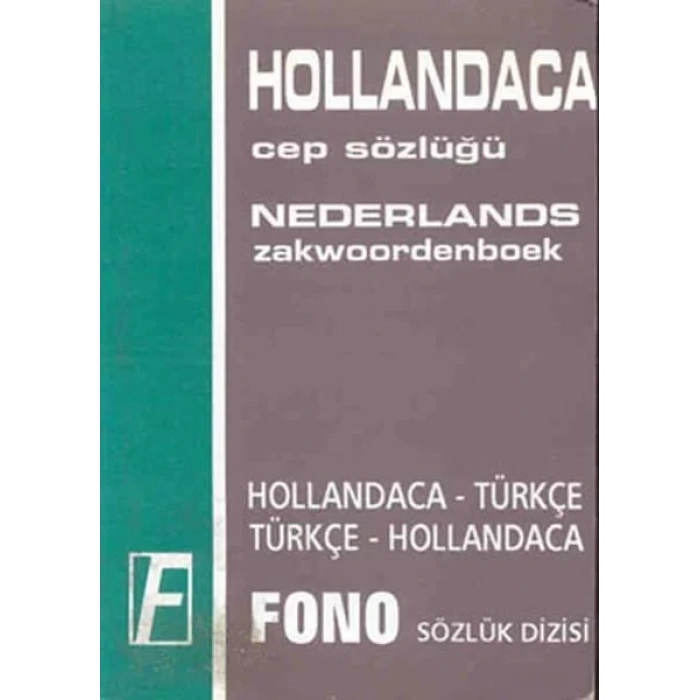 HOLLANDACA
cep sözlüğü
NEDERLANDS
zakwoordenboek
HOLLANDACA - TÜRKÇE
TÜRKÇE - HOLLANDACA
F
FONO SÖZLÜK DİZİSİ